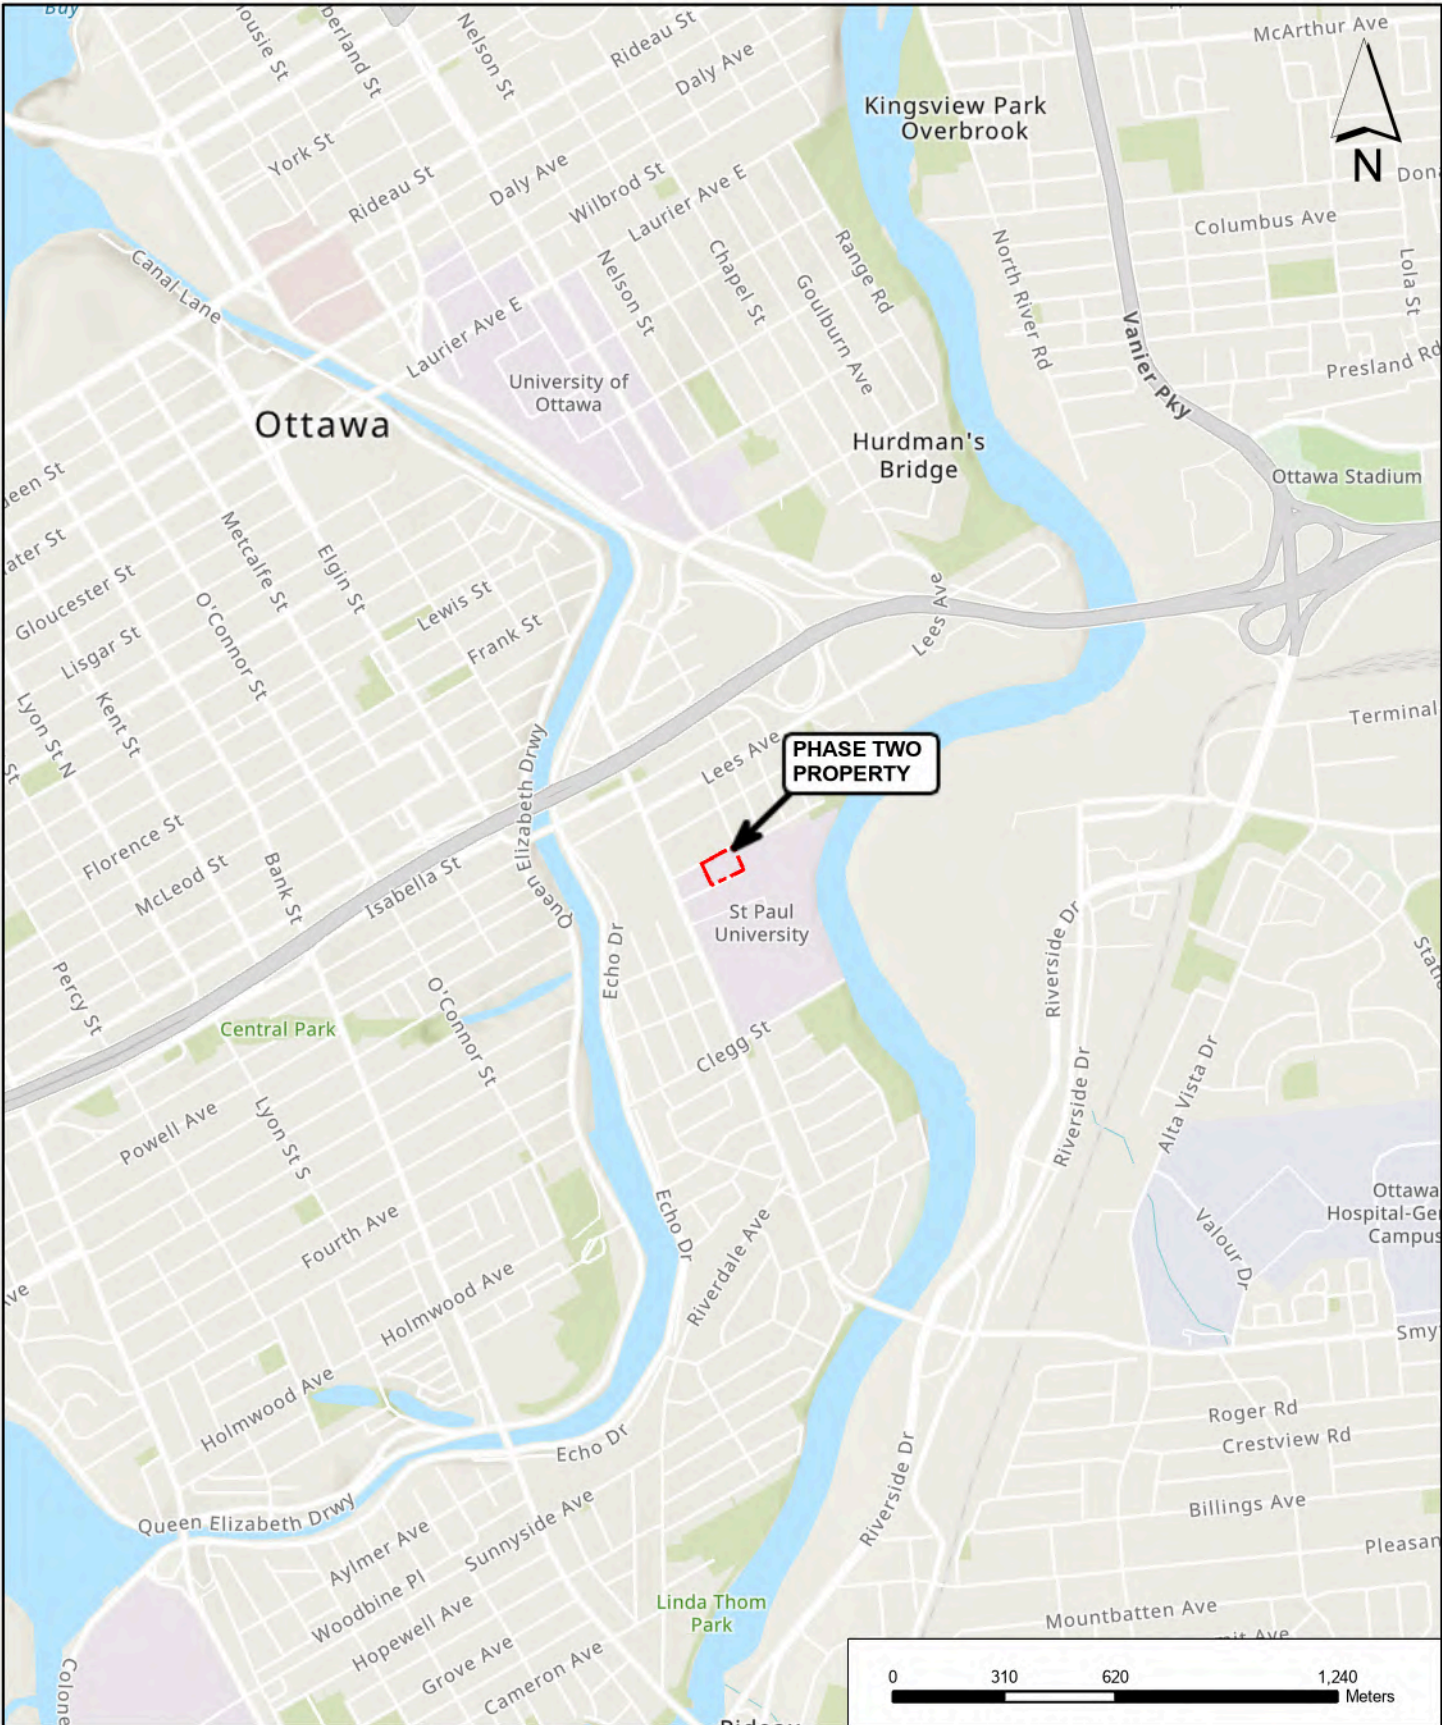 Bay
McArthur Ave
Nelson St
Rideau St
Daly Ave
Kingsview Park
Overbrook
N
York St
Rideau St
Daly Ave
Wilbrod St
Laurier Ave E
Columbus Ave
Lola St
Canal Lane
Nelson St
Chapel St
Range Rd
Goulburn Ave
North River Rd
Vanier Pky
Presland Rd
Laurier Ave E
University of
Ottawa
Ottawa
Hurdman's
Bridge
Ottawa Stadium
Metcalfe St
Elgin St
Gloucester St
Lisgar St
O'Connor St
Lewis St
Frank St
Lees Ave
Lyon St N
Kent St
St
Terminal
Queen Elizabeth Drwy
Lees Ave
PHASE TWO
PROPERTY
Florence St
McLeod St
Bank St
Isabella St
St Paul
University
Echo Dr
Riverside Dr
Percy St
Central Park
O'Connor St
Clegg St
Riverside Dr
Alta Vista Dr
Powell Ave
Lyon St S
Ottawa
Campus
Fourth Ave
Echo Dr
Riverdale Ave
Valour Dr
Holmwood Ave
Holmwood Ave
Roger Rd
Crestview Rd
Echo Dr
Riverside Dr
Billings Ave
Queen Elizabeth Drwy
Aylmer Ave
Sunnyside Ave
Woodbine Pl
Hopewell Ave
Grove Ave
Cameron Ave
Linda Thom
Park
Mountbatten Ave
0 310 620 1,240
Meters